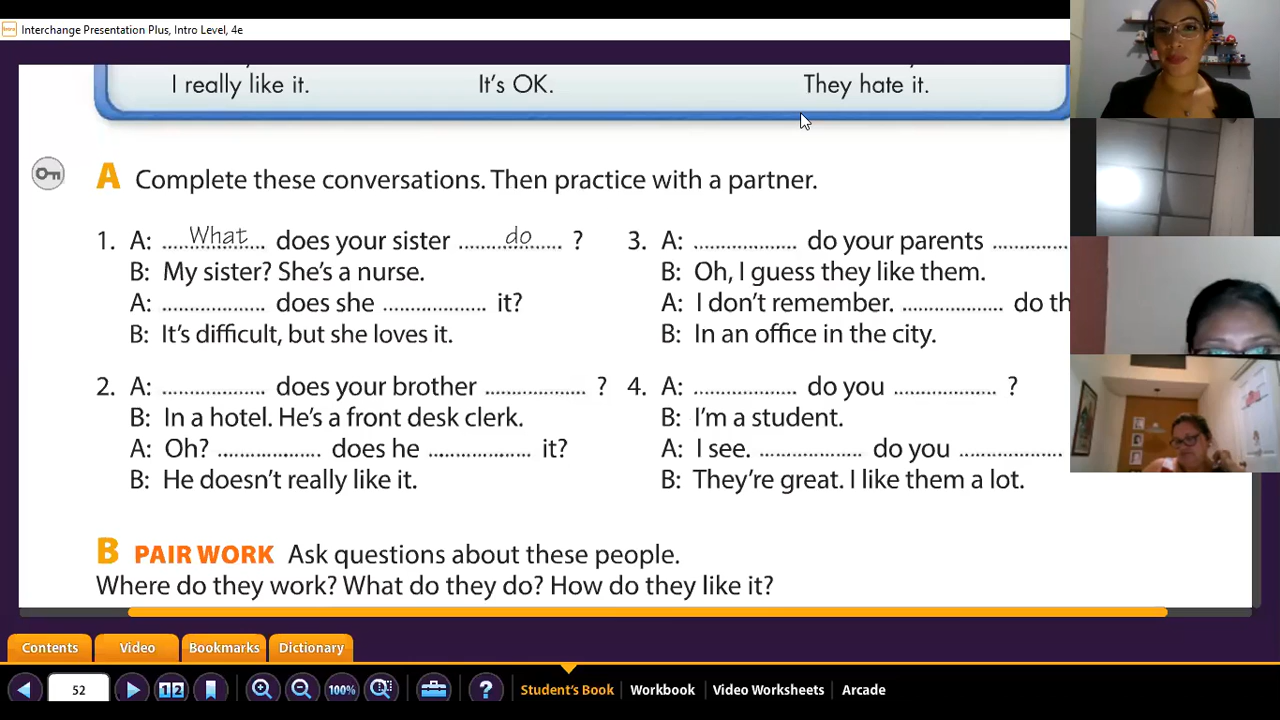 Interchange Presentation Plus, Intro Level, 4e
I really like it. It's OK. They hate it.
A Complete these conversations. Then practice with a partner.
1. A: What does your sister do ?
B: My sister? She's a nurse.
A: .................. does she .................. it?
B: It's difficult, but she loves it.
2. A: .................. does your brother .................. ?
B: In a hotel. He's a front desk clerk.
A: Oh? .................. does he .................. it?
B: He doesn't really like it.
3. A: .................. do your parents .............
B: Oh, I guess they like them.
A: I don't remember. .................. do th
B: In an office in the city.
4. A: .................. do you .................. ?
B: I'm a student.
A: I see. .................. do you ..................
B: They're great. I like them a lot.
B PAIR WORK Ask questions about these people.
Where do they work? What do they do? How do they like it?
Contents Video Bookmarks Dictionary
52 1 2 100% ? Student's Book Workbook Video Worksheets Arcade